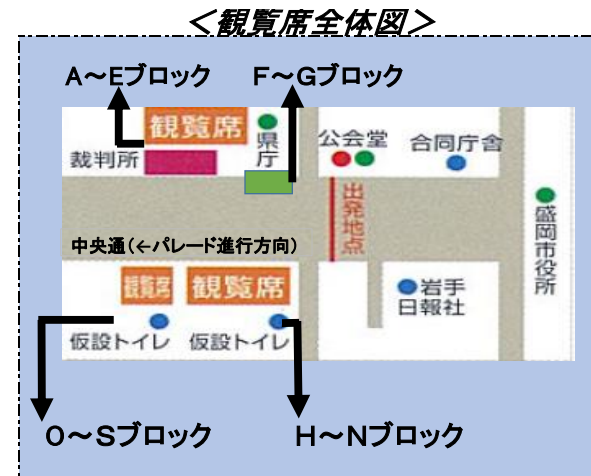 ＜観覧席全体図＞
A～Eブロック
F～Gブロック
観覧席
県庁
公会堂
合同庁舎
裁判所
出発地点
盛岡市役所
中央通(←パレード進行方向)
観覧席
観覧席
岩手
日報社
仮設トイレ
仮設トイレ
O～Sブロック
H～Nブロック